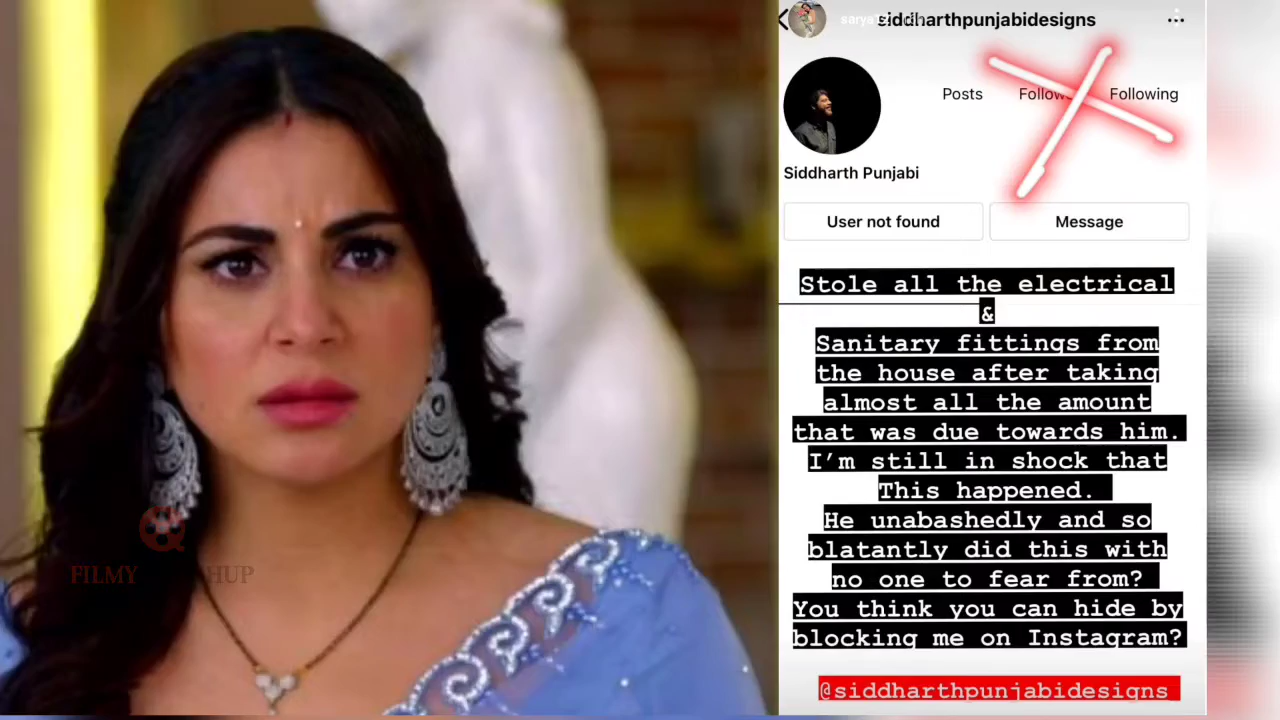 siddharthpunjabidesigns
Posts
Following
Siddharth Punjabi
User not found
Message
Stole all the electrical
&
Sanitary fittings from
the house after taking
almost all the amount
that was due towards him.
I’m still in shock that
This happened.
He unabashedly and so
blatantly did this with
no one to fear from?
You think you can hide by
blocking me on Instagram?
@siddharthpunjabidesigns
FILMY